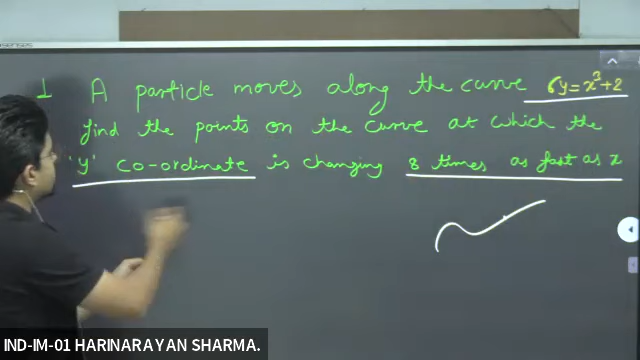 1 A particle moves along the curve 6y=x³+2
find the points on the curve at which the
'y' co-ordinate is changing 8 times as fast as x
IND-IM-01 HARINARAYAN SHARMA.